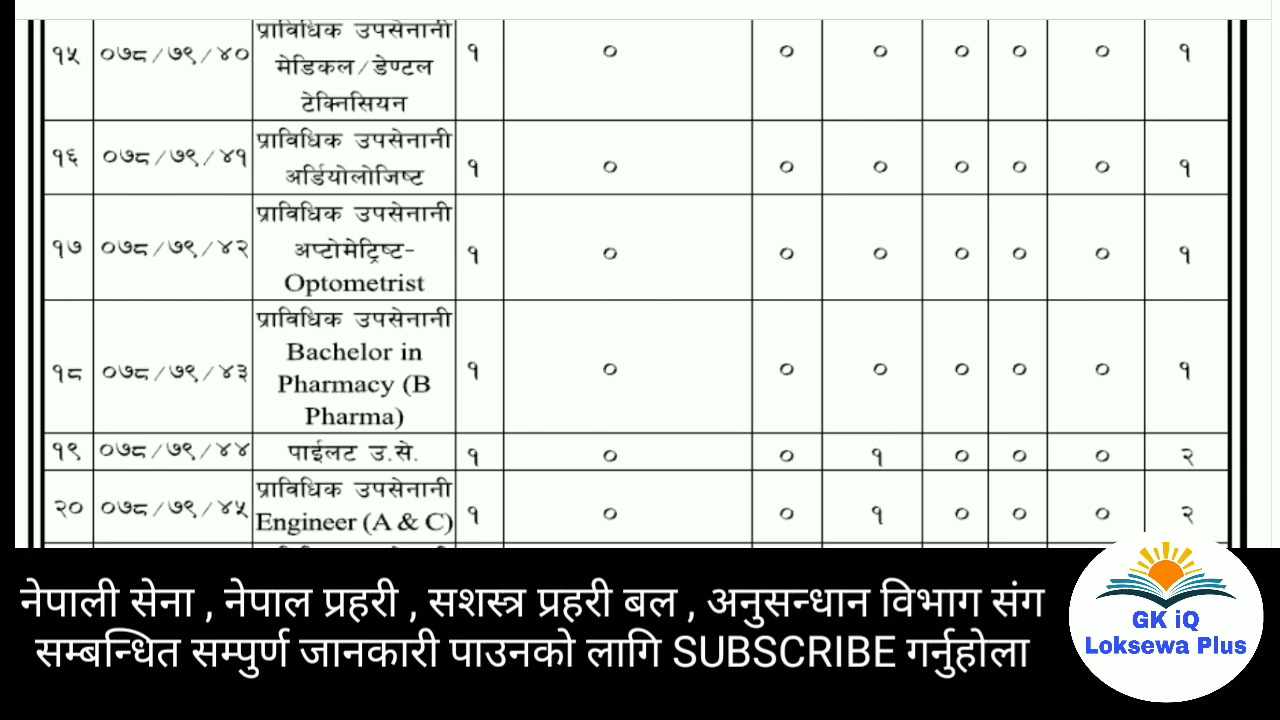 १५ ०७८/७९/४० प्राविधिक उपसेनानी मेडिकल/डेण्टल टेक्निसियन १ ० ० ० ० ० ० १
१६ ०७८/७९/४१ प्राविधिक उपसेनानी अर्डियोलोजिष्ट १ ० ० ० ० ० ० १
१७ ०७८/७९/४२ प्राविधिक उपसेनानी अप्टोमेट्रिष्ट- Optometrist १ ० ० ० ० ० ० १
१८ ०७८/७९/४३ प्राविधिक उपसेनानी Bachelor in Pharmacy (B Pharma) १ ० ० ० ० ० ० १
१९ ०७८/७९/४४ पाईलट उ.से. १ ० ० १ ० ० ० २
२० ०७८/७९/४५ प्राविधिक उपसेनानी Engineer (A & C) १ ० ० १ ० ० ० २
नेपाली सेना , नेपाल प्रहरी , सशस्त्र प्रहरी बल , अनुसन्धान विभाग संग
सम्बन्धित सम्पुर्ण जानकारी पाउनको लागि SUBSCRIBE गर्नुहोला
GK iQ
Loksewa Plus